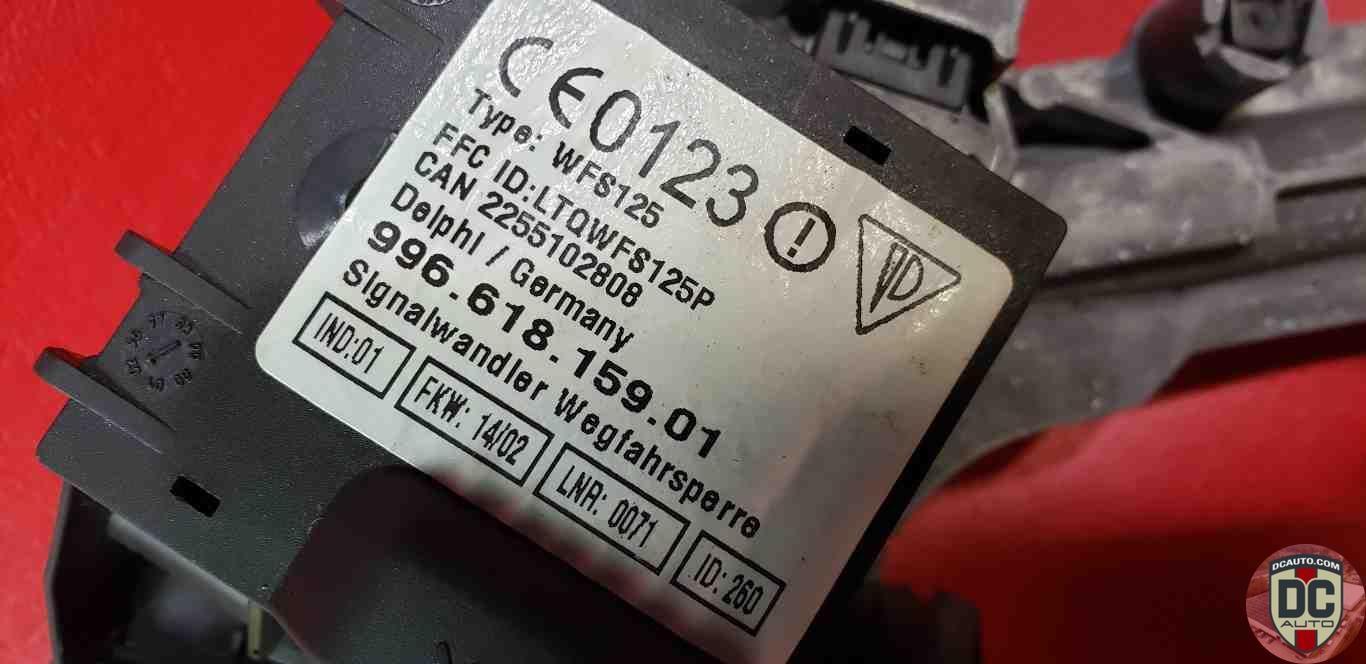 CE0123
Type: WFS125
FFC ID:LTQWFS125P
CAN 2255102808
Delphi / Germany
996.618.159.01
Signalwandler Wegfahrsperre
IND:01 FKW: 14/02 LNR: 0071 ID: 260
DCAUTO.COM
DC
AUTO